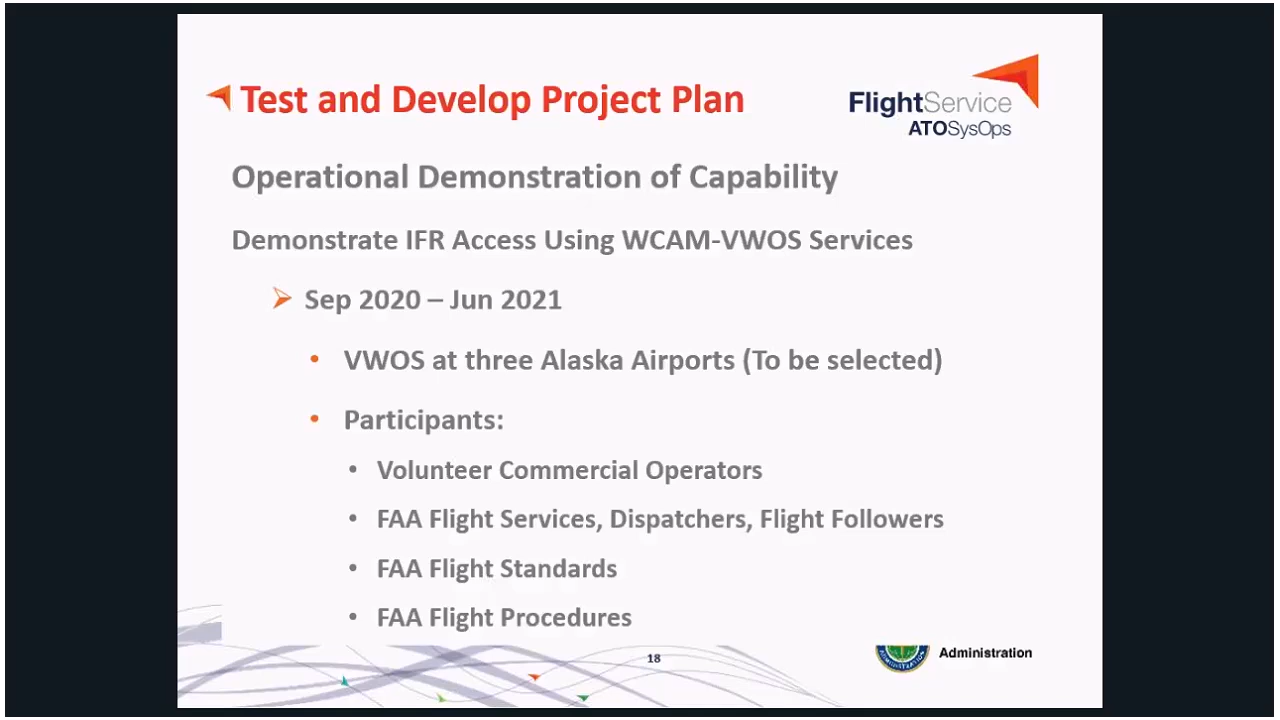 Test and Develop Project Plan
FlightService
ATOSysOps
Operational Demonstration of Capability
Demonstrate IFR Access Using WCAM-VWOS Services
Sep 2020 – Jun 2021
• VWOS at three Alaska Airports (To be selected)
• Participants:
• Volunteer Commercial Operators
• FAA Flight Services, Dispatchers, Flight Followers
• FAA Flight Standards
• FAA Flight Procedures
18
ADMINISTRATION
Administration